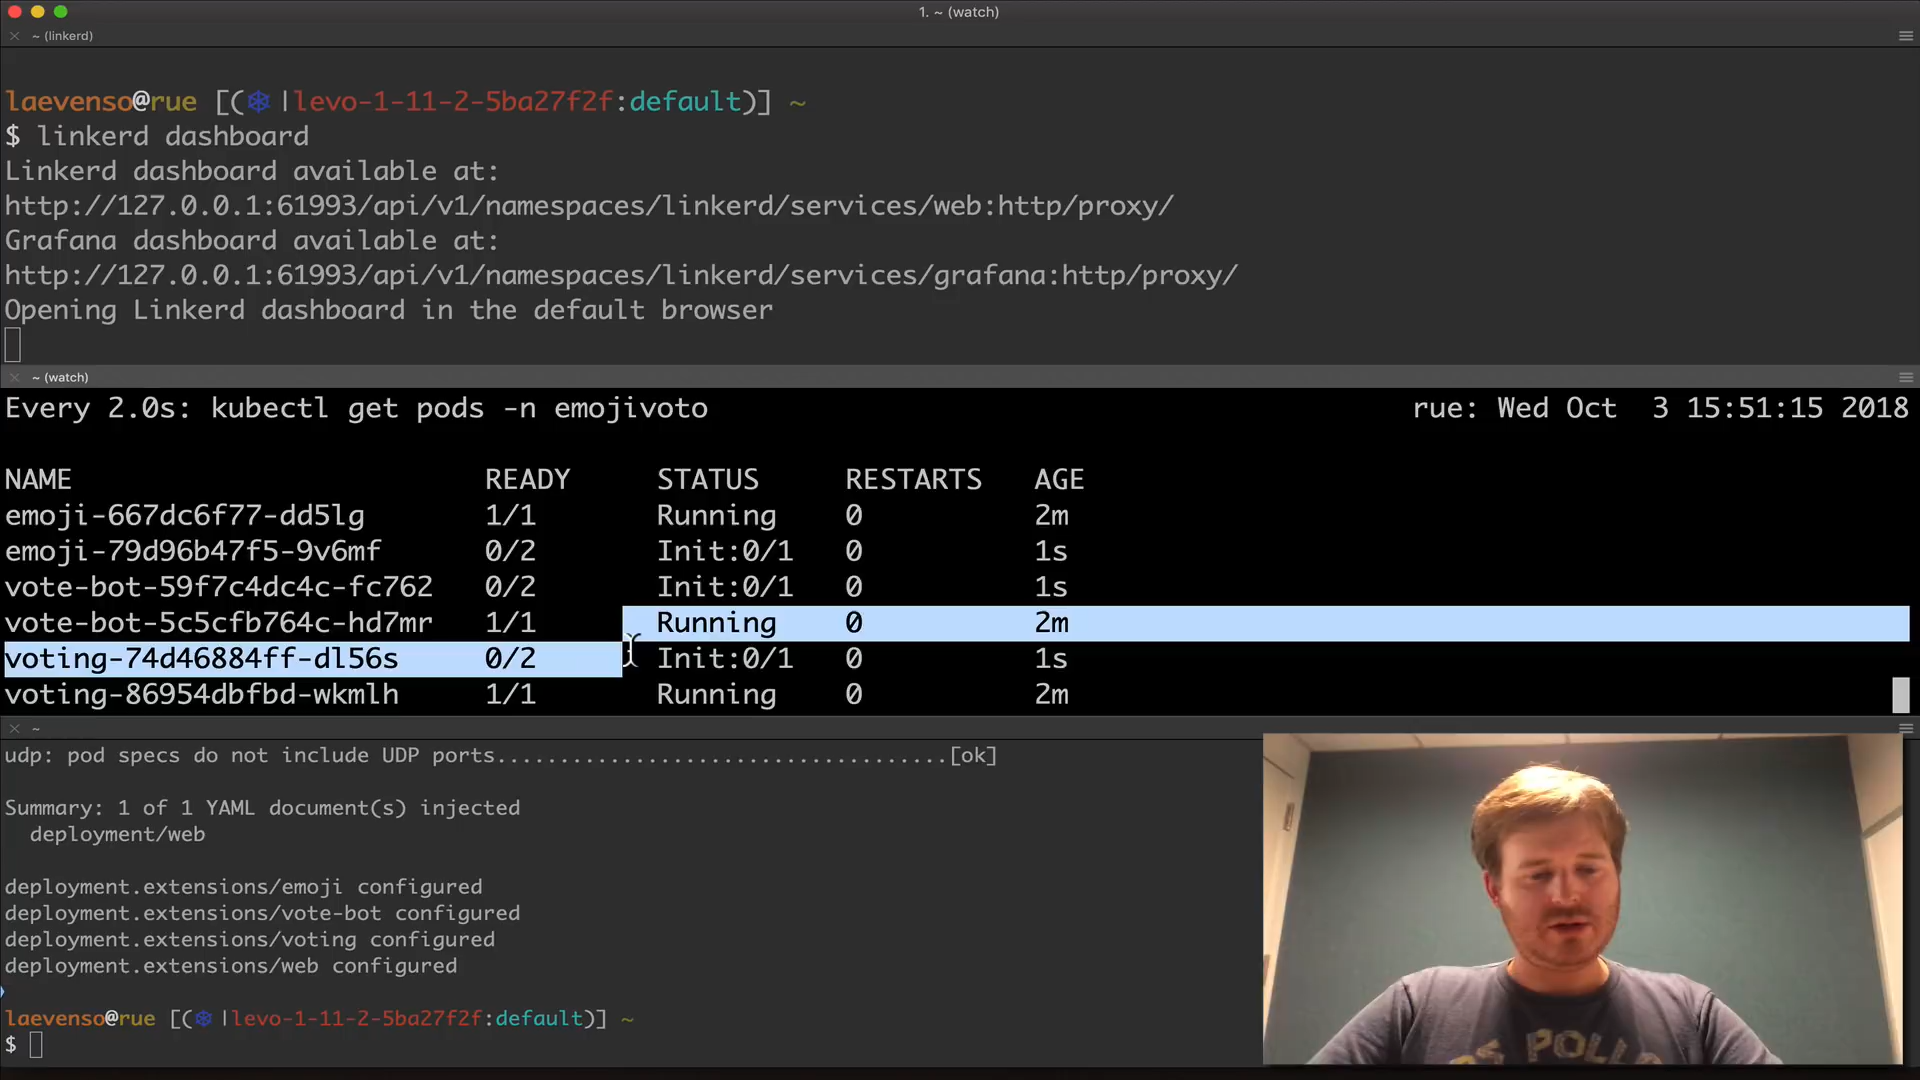 1. ~ (watch)
~ (linkerd)
laevenso@rue [(☸ |levo-1-11-2-5ba27f2f:default)] ~
$ linkerd dashboard
Linkerd dashboard available at:
http://127.0.0.1:61993/api/v1/namespaces/linkerd/services/web:http/proxy/
Grafana dashboard available at:
http://127.0.0.1:61993/api/v1/namespaces/linkerd/services/grafana:http/proxy/
Opening Linkerd dashboard in the default browser
~ (watch)
Every 2.0s: kubectl get pods -n emojivoto rue: Wed Oct  3 15:51:15 2018
NAME READY STATUS RESTARTS AGE
emoji-667dc6f77-dd5lg 1/1 Running 0 2m
emoji-79d96b47f5-9v6mf 0/2 Init:0/1 0 1s
vote-bot-59f7c4dc4c-fc762 0/2 Init:0/1 0 1s
vote-bot-5c5cfb764c-hd7mr 1/1 Running 0 2m
voting-74d46884ff-dl56s 0/2 Init:0/1 0 1s
voting-86954dbfbd-wkmlh 1/1 Running 0 2m
~
udp: pod specs do not include UDP ports....................................[ok]
Summary: 1 of 1 YAML document(s) injected
deployment/web
deployment.extensions/emoji configured
deployment.extensions/vote-bot configured
deployment.extensions/voting configured
deployment.extensions/web configured
laevenso@rue [(☸ |levo-1-11-2-5ba27f2f:default)] ~
$